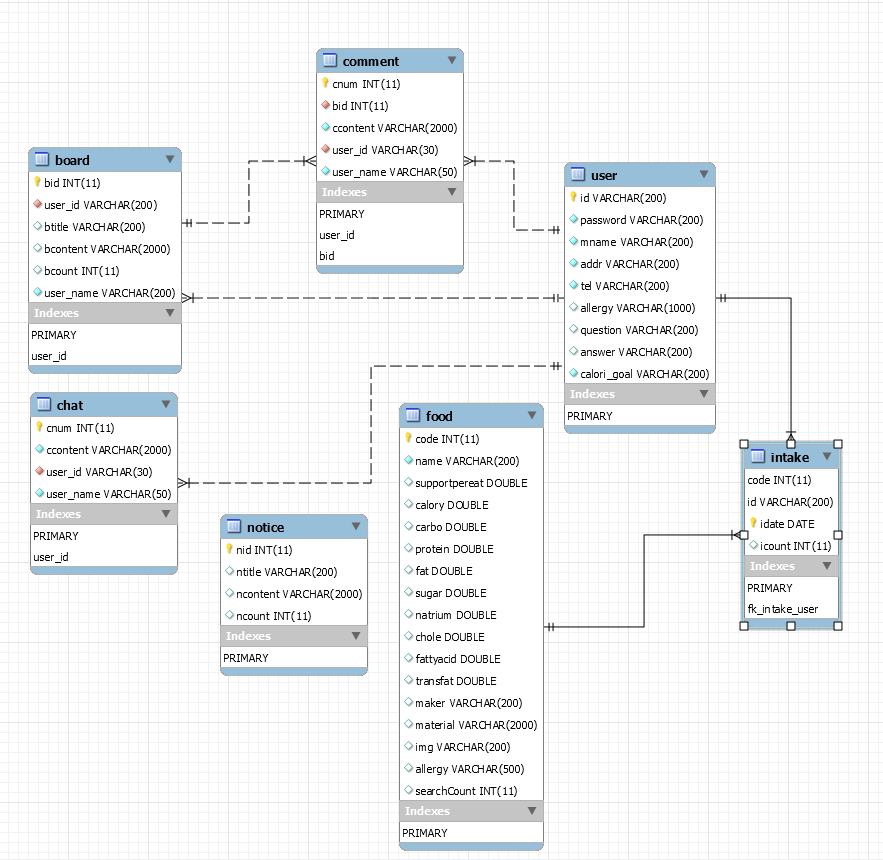 comment
cnum INT(11)
bid INT(11)
ccontent VARCHAR(2000)
user_id VARCHAR(30)
user_name VARCHAR(50)
Indexes
PRIMARY
user_id
bid
board
bid INT(11)
user_id VARCHAR(200)
btitle VARCHAR(200)
bcontent VARCHAR(2000)
bcount INT(11)
user_name VARCHAR(200)
Indexes
PRIMARY
user_id
user
id VARCHAR(200)
password VARCHAR(200)
mname VARCHAR(200)
addr VARCHAR(200)
tel VARCHAR(200)
allergy VARCHAR(1000)
question VARCHAR(200)
answer VARCHAR(200)
calori_goal VARCHAR(200)
Indexes
PRIMARY
chat
cnum INT(11)
ccontent VARCHAR(2000)
user_id VARCHAR(30)
user_name VARCHAR(50)
Indexes
PRIMARY
user_id
food
code INT(11)
name VARCHAR(200)
supportpereat DOUBLE
calory DOUBLE
carbo DOUBLE
protein DOUBLE
fat DOUBLE
sugar DOUBLE
natrium DOUBLE
chole DOUBLE
fattyacid DOUBLE
transfat DOUBLE
maker VARCHAR(200)
material VARCHAR(2000)
img VARCHAR(200)
allergy VARCHAR(500)
searchCount INT(11)
Indexes
PRIMARY
intake
code INT(11)
id VARCHAR(200)
idate DATE
icount INT(11)
Indexes
PRIMARY
fk_intake_user
notice
nid INT(11)
ntitle VARCHAR(200)
ncontent VARCHAR(2000)
ncount INT(11)
Indexes
PRIMARY